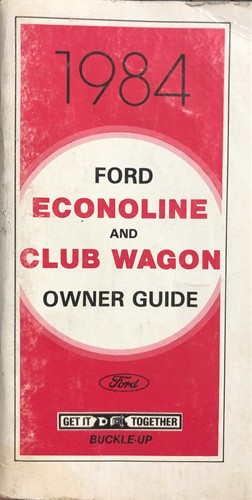 1984
FORD
ECONOLINE
AND
CLUB WAGON
OWNER GUIDE
Ford
GET IT TOGETHER
BUCKLE-UP